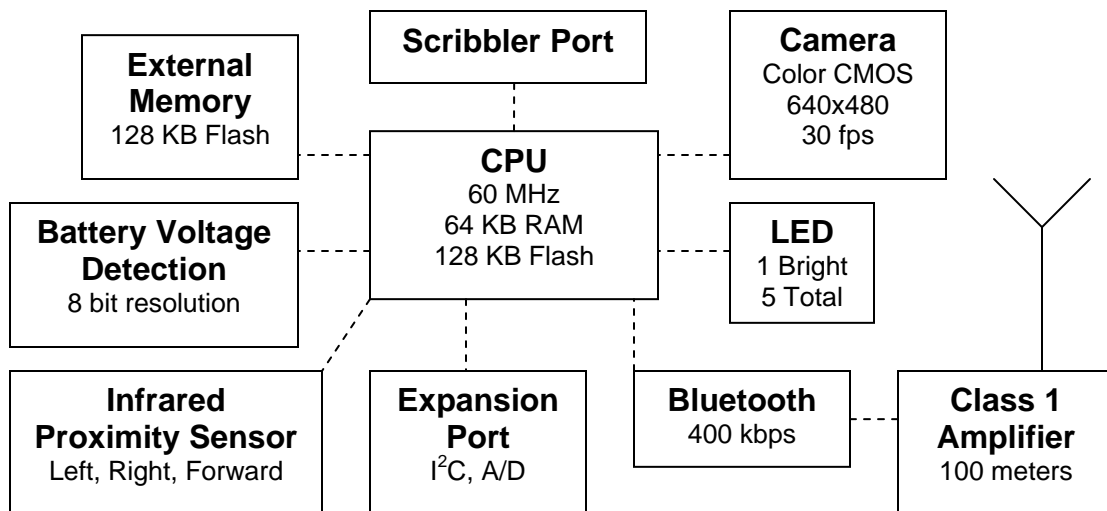 Scribbler Port
External
Memory
128 KB Flash
Camera
Color CMOS
640x480
30 fps
CPU
60 MHz
64 KB RAM
128 KB Flash
Battery Voltage
Detection
8 bit resolution
LED
1 Bright
5 Total
Infrared
Proximity Sensor
Left, Right, Forward
Expansion
Port
I²C, A/D
Bluetooth
400 kbps
Class 1
Amplifier
100 meters